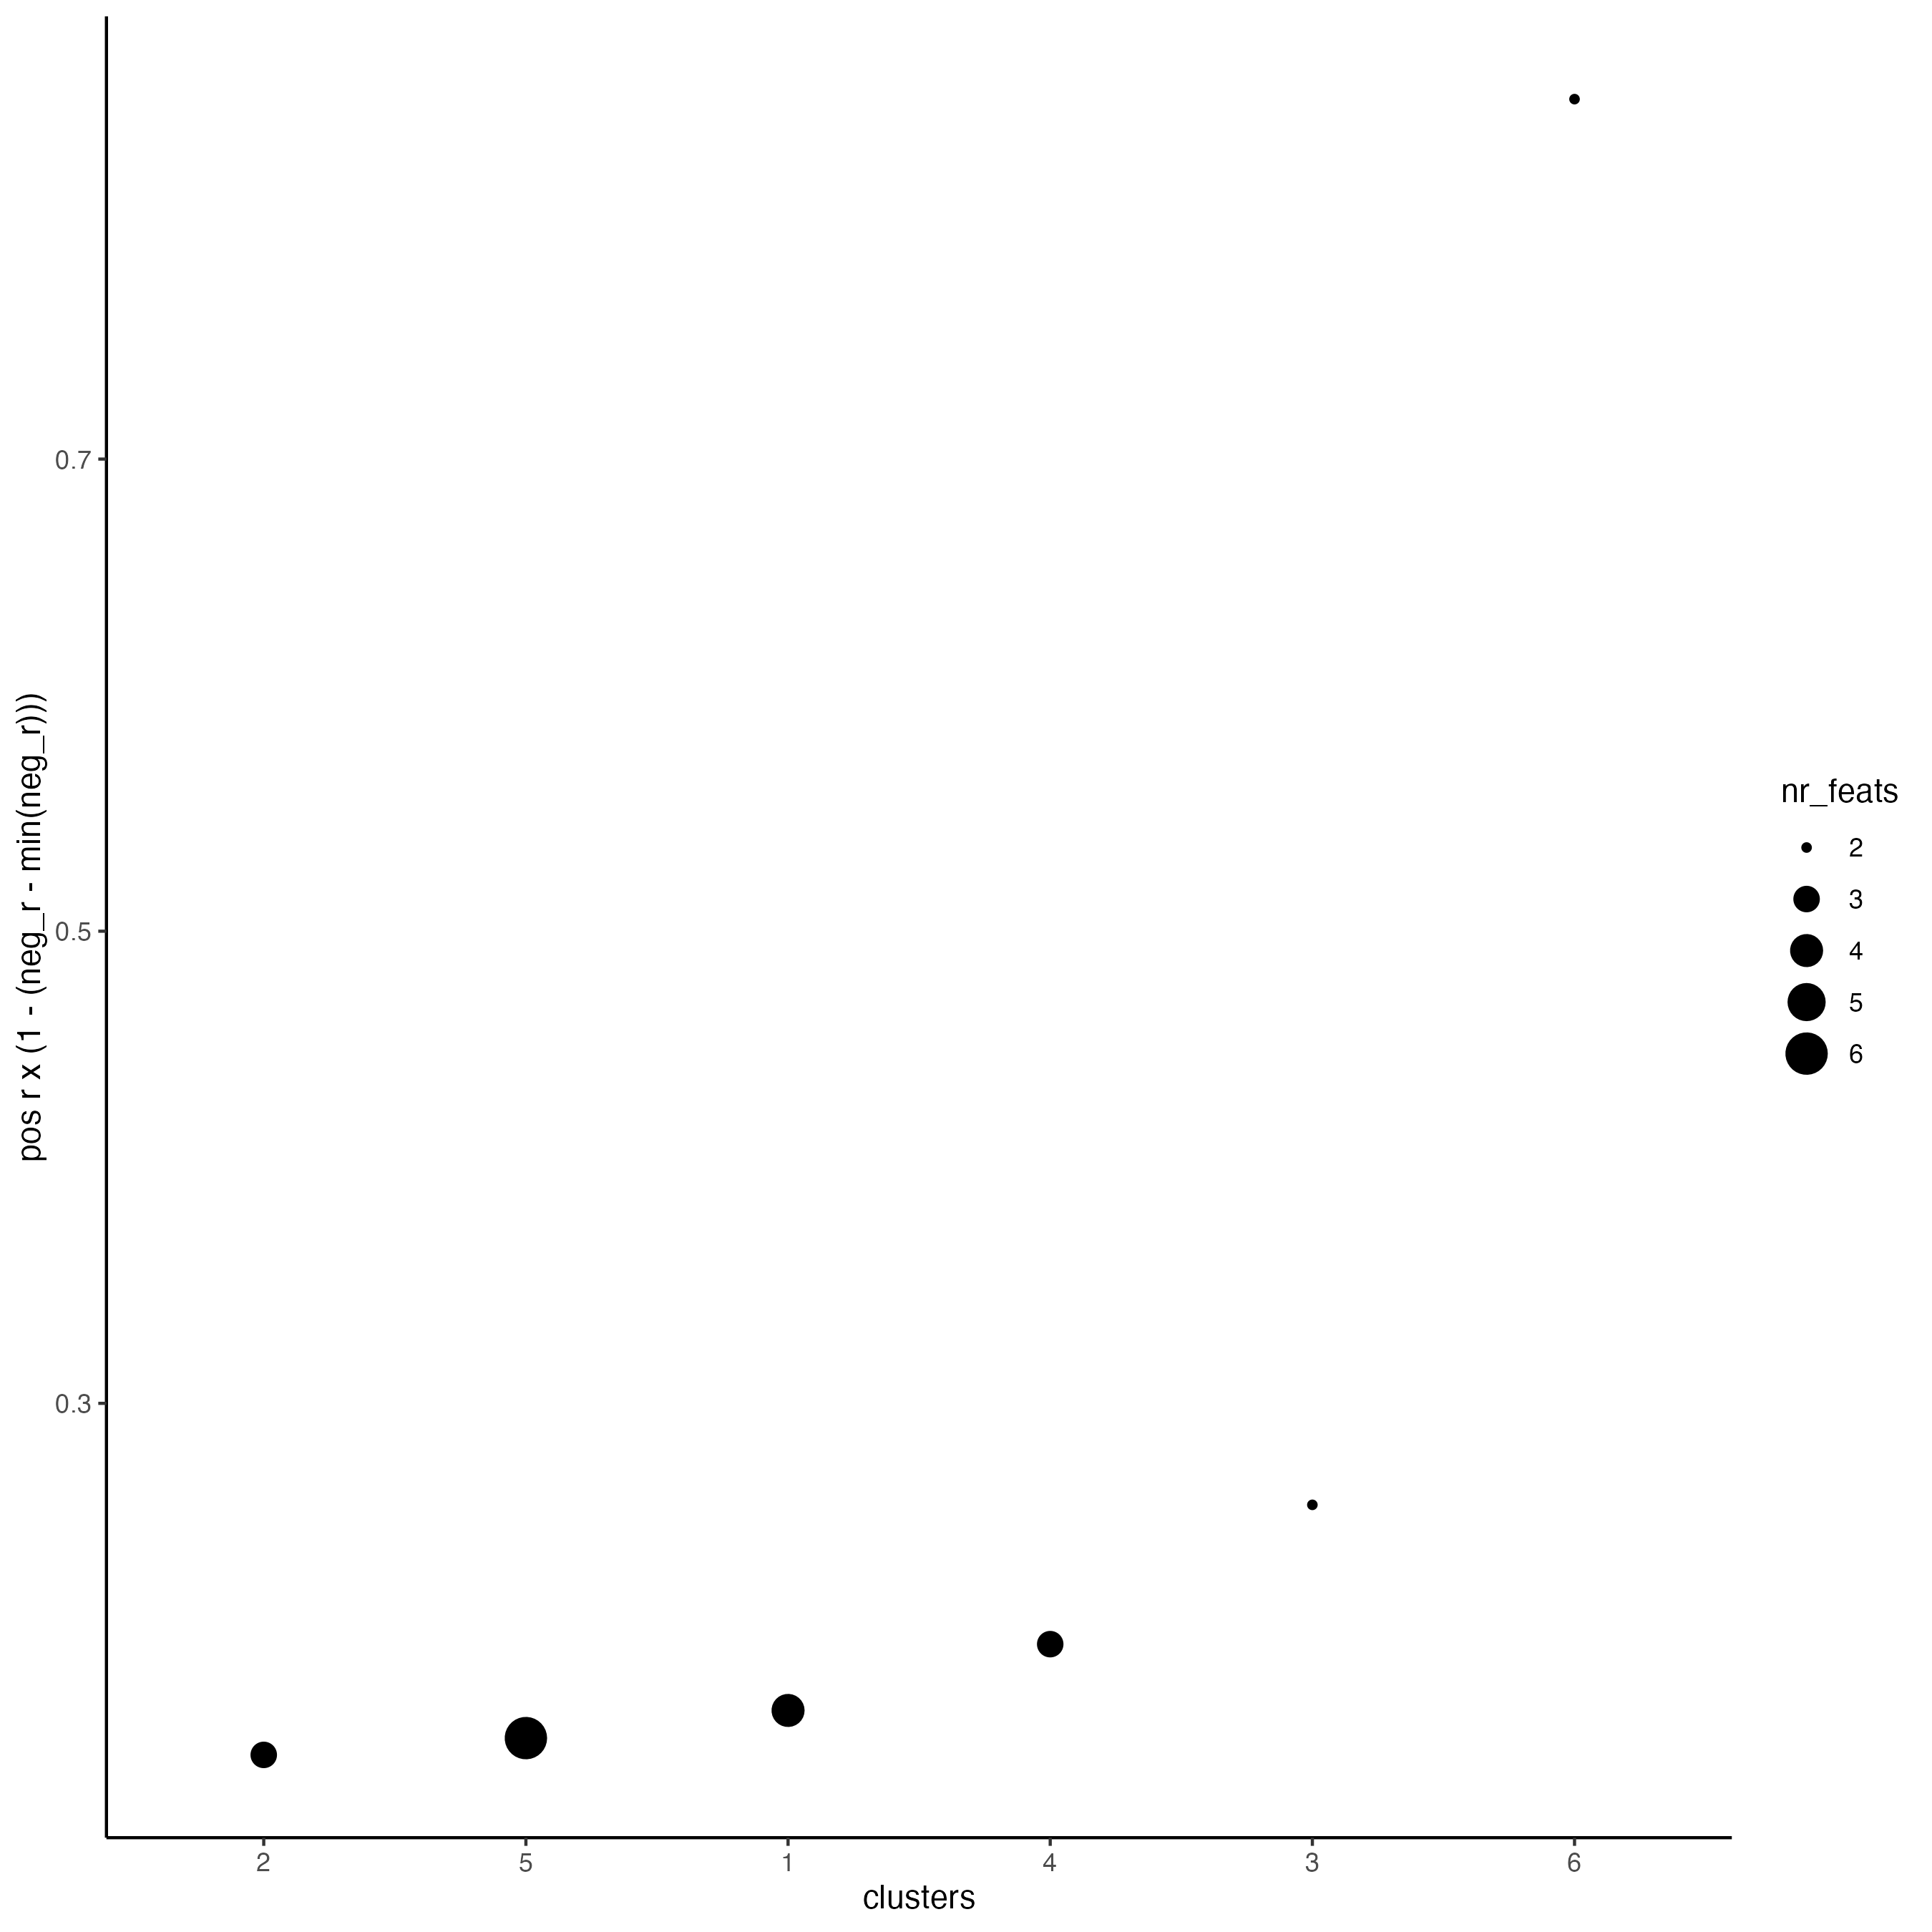 pos r x (1 - (neg_r - min(neg_r)))
0.7
0.5
0.3
2 5 1 4 3 6
clusters
nr_feats
2
3
4
5
6